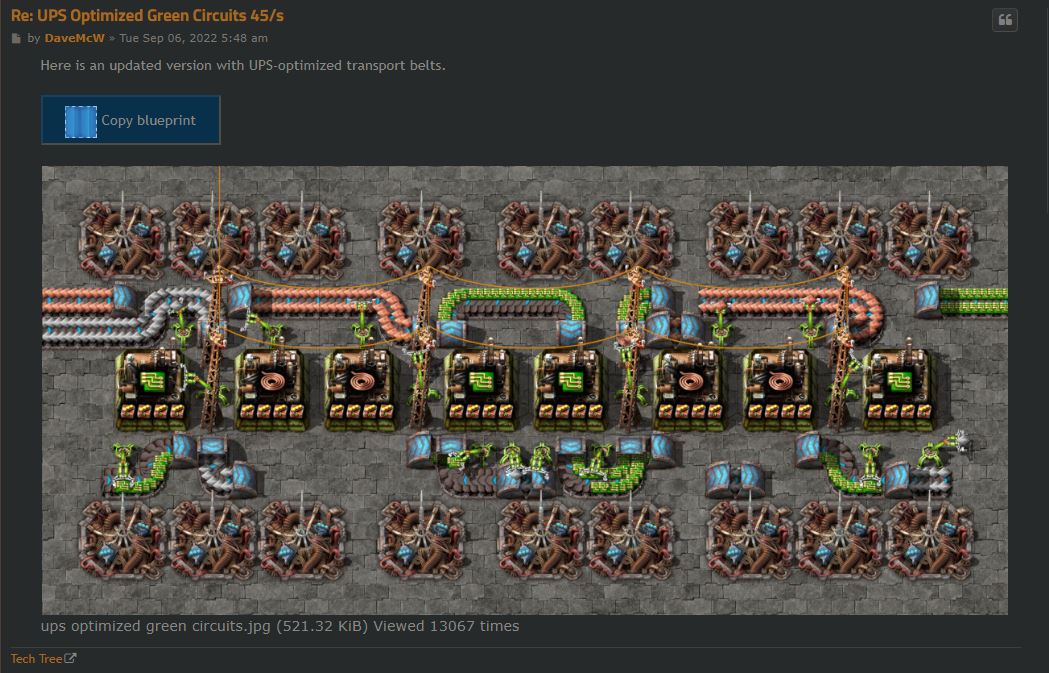 Re: UPS Optimized Green Circuits 45/s
by DaveMcW » Tue Sep 06, 2022 5:48 am
Here is an updated version with UPS-optimized transport belts.
Copy blueprint
ups optimized green circuits.jpg (521.32 KiB) Viewed 13067 times
Tech Tree